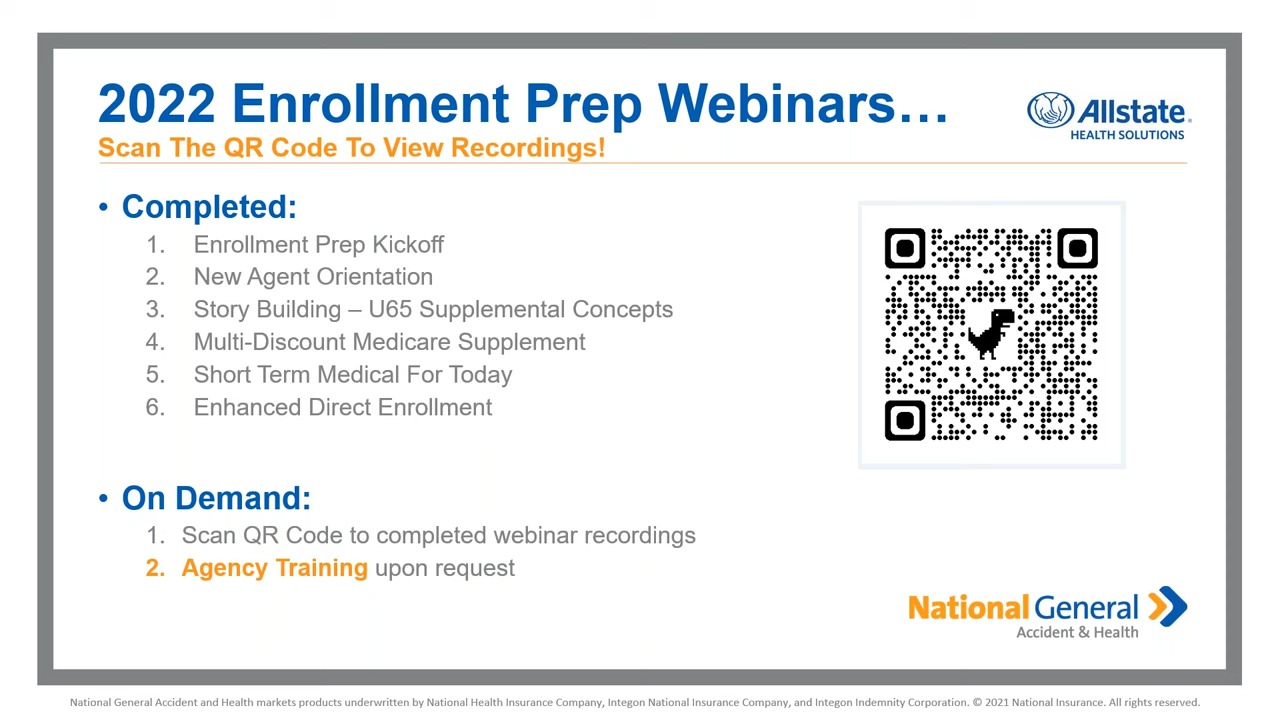 2022 Enrollment Prep Webinars…
Scan The QR Code To View Recordings!
Allstate®
HEALTH SOLUTIONS
• Completed:
1. Enrollment Prep Kickoff
2. New Agent Orientation
3. Story Building – U65 Supplemental Concepts
4. Multi-Discount Medicare Supplement
5. Short Term Medical For Today
6. Enhanced Direct Enrollment
• On Demand:
1. Scan QR Code to completed webinar recordings
2. Agency Training upon request
National General
Accident & Health
National General Accident and Health markets products underwritten by National Health Insurance Company, Integon National Insurance Company, and Integon Indemnity Corporation. © 2021 National Insurance. All rights reserved.